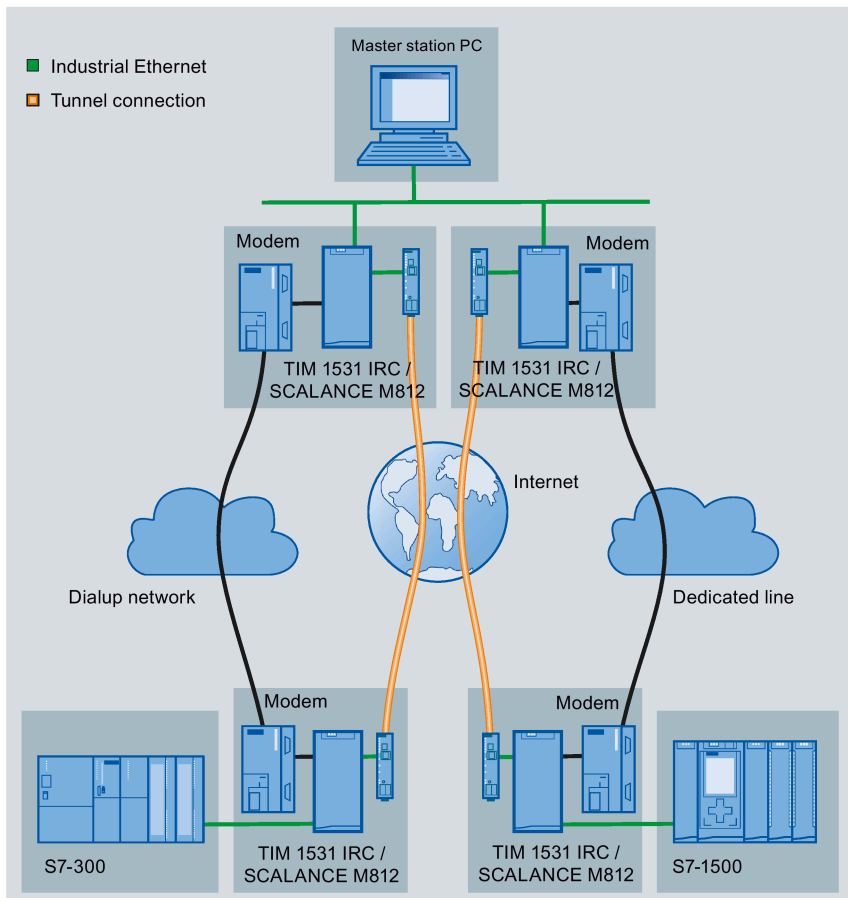 Master station PC
Industrial Ethernet
Tunnel connection
Modem
Modem
TIM 1531 IRC /
SCALANCE M812
TIM 1531 IRC /
SCALANCE M812
Internet
Dialup network
Dedicated line
Modem
Modem
S7-300
TIM 1531 IRC /
SCALANCE M812
TIM 1531 IRC /
SCALANCE M812
S7-1500